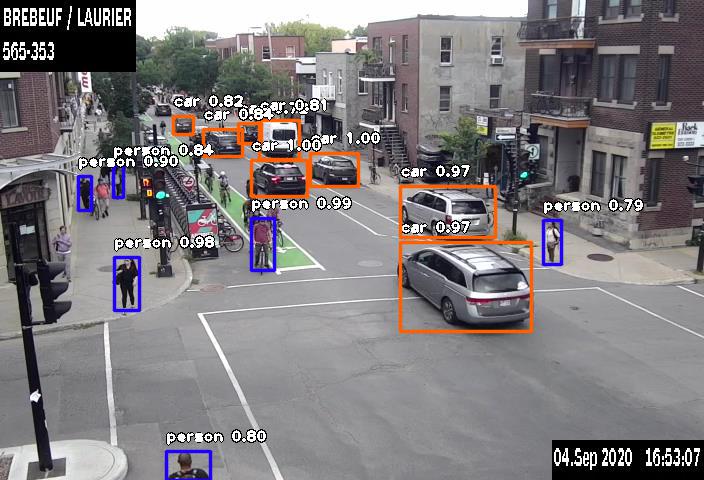 BREBEUF / LAURIER
565-353
car 0.82
car 0.84
car 0.81
person 0.84
car 1.00
car 1.00
person 0.90
car 0.97
person 0.99
person 0.79
car 0.97
person 0.98
person 0.80
04.Sep 2020 16:53:07